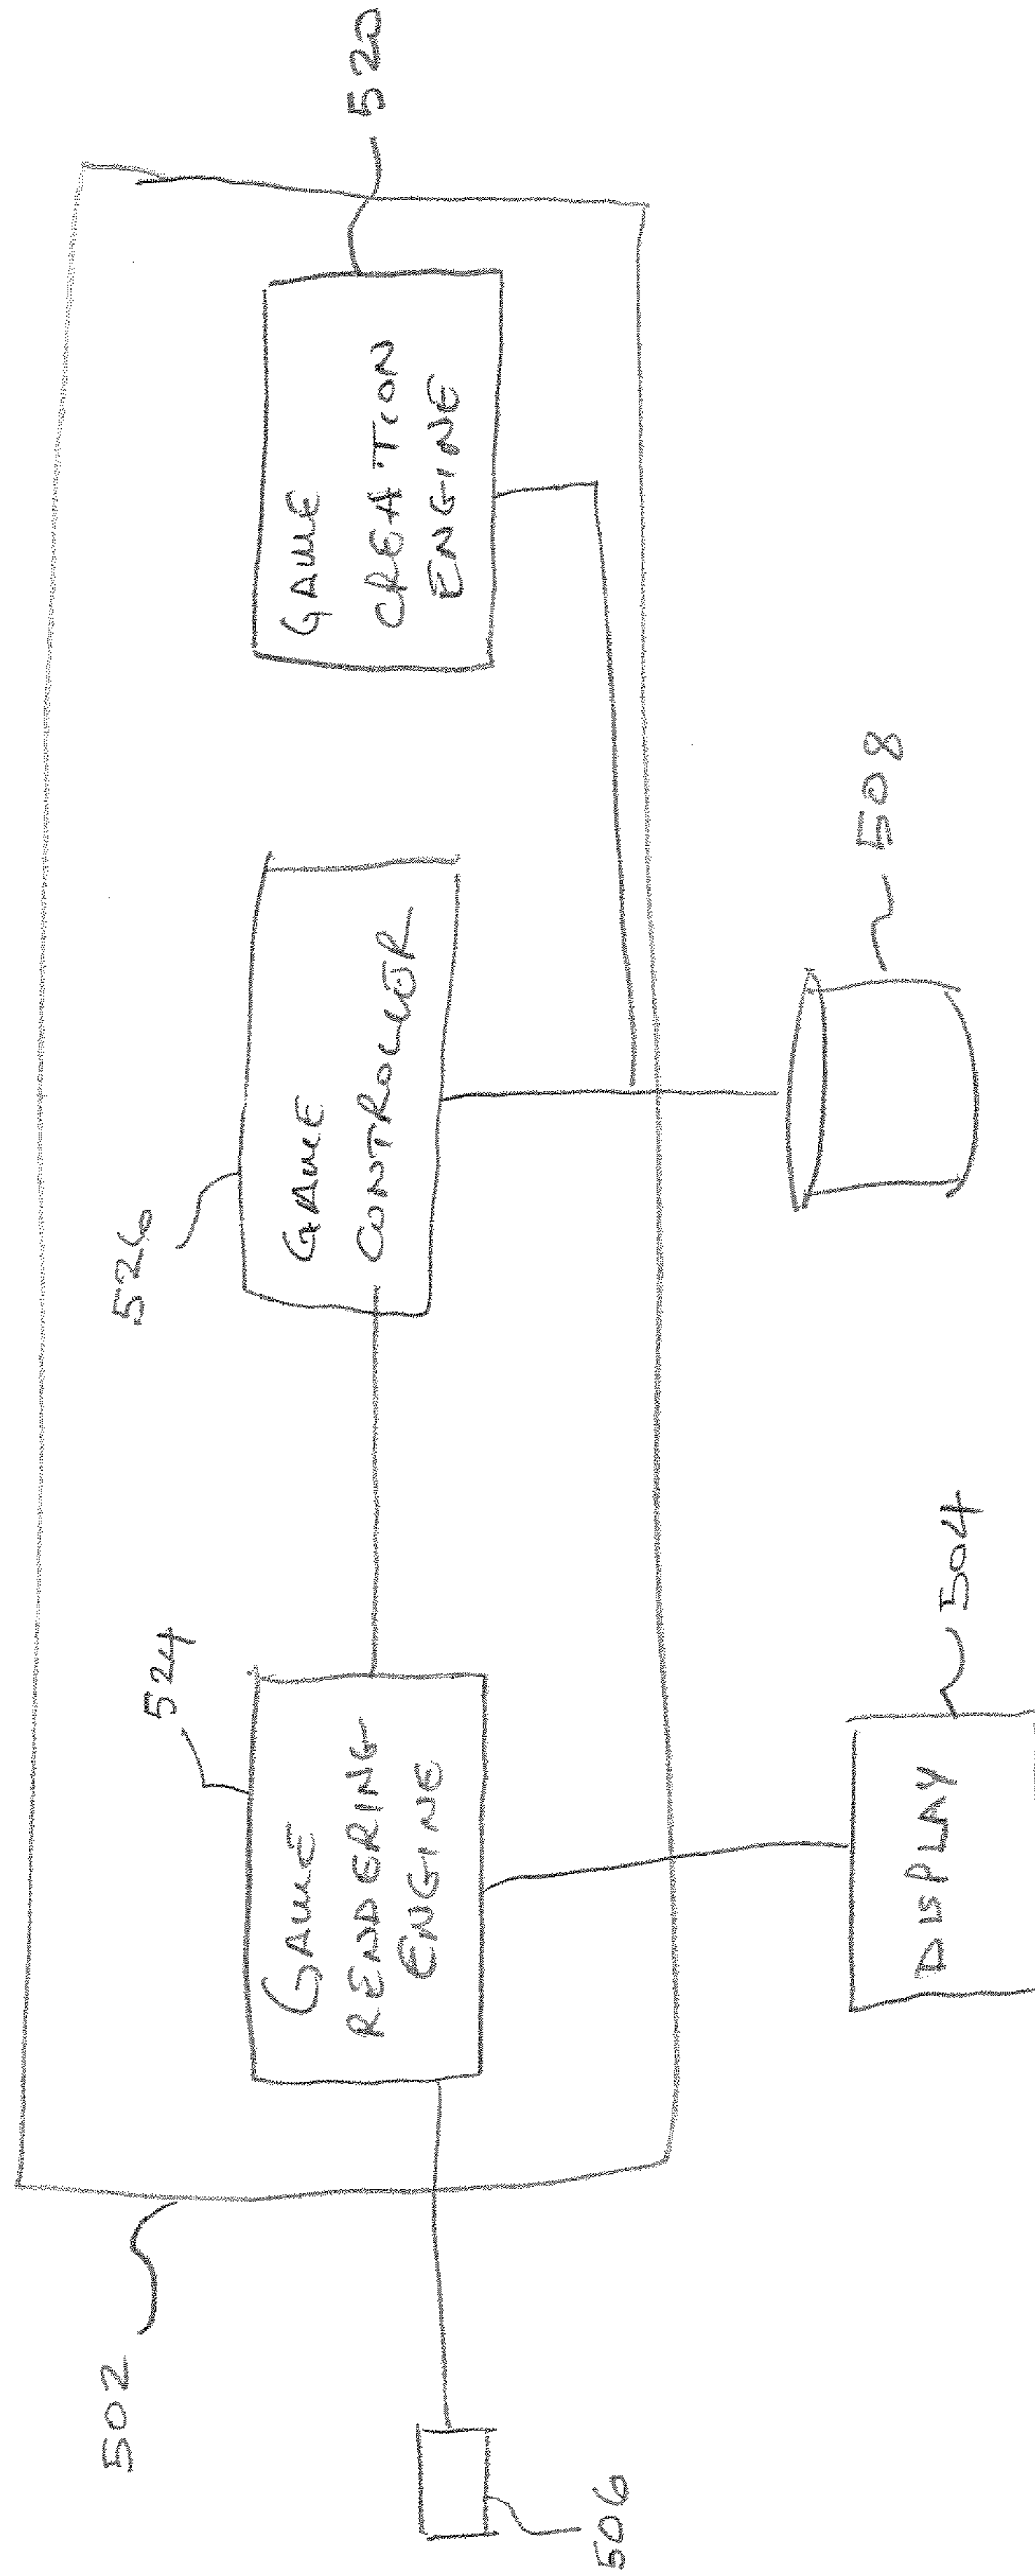 502
506
524
GAME
RENDERING
ENGINE
DISPLAY
504
526
GAME
CONTROLLER
508
GAME
CREATION
ENGINE
520